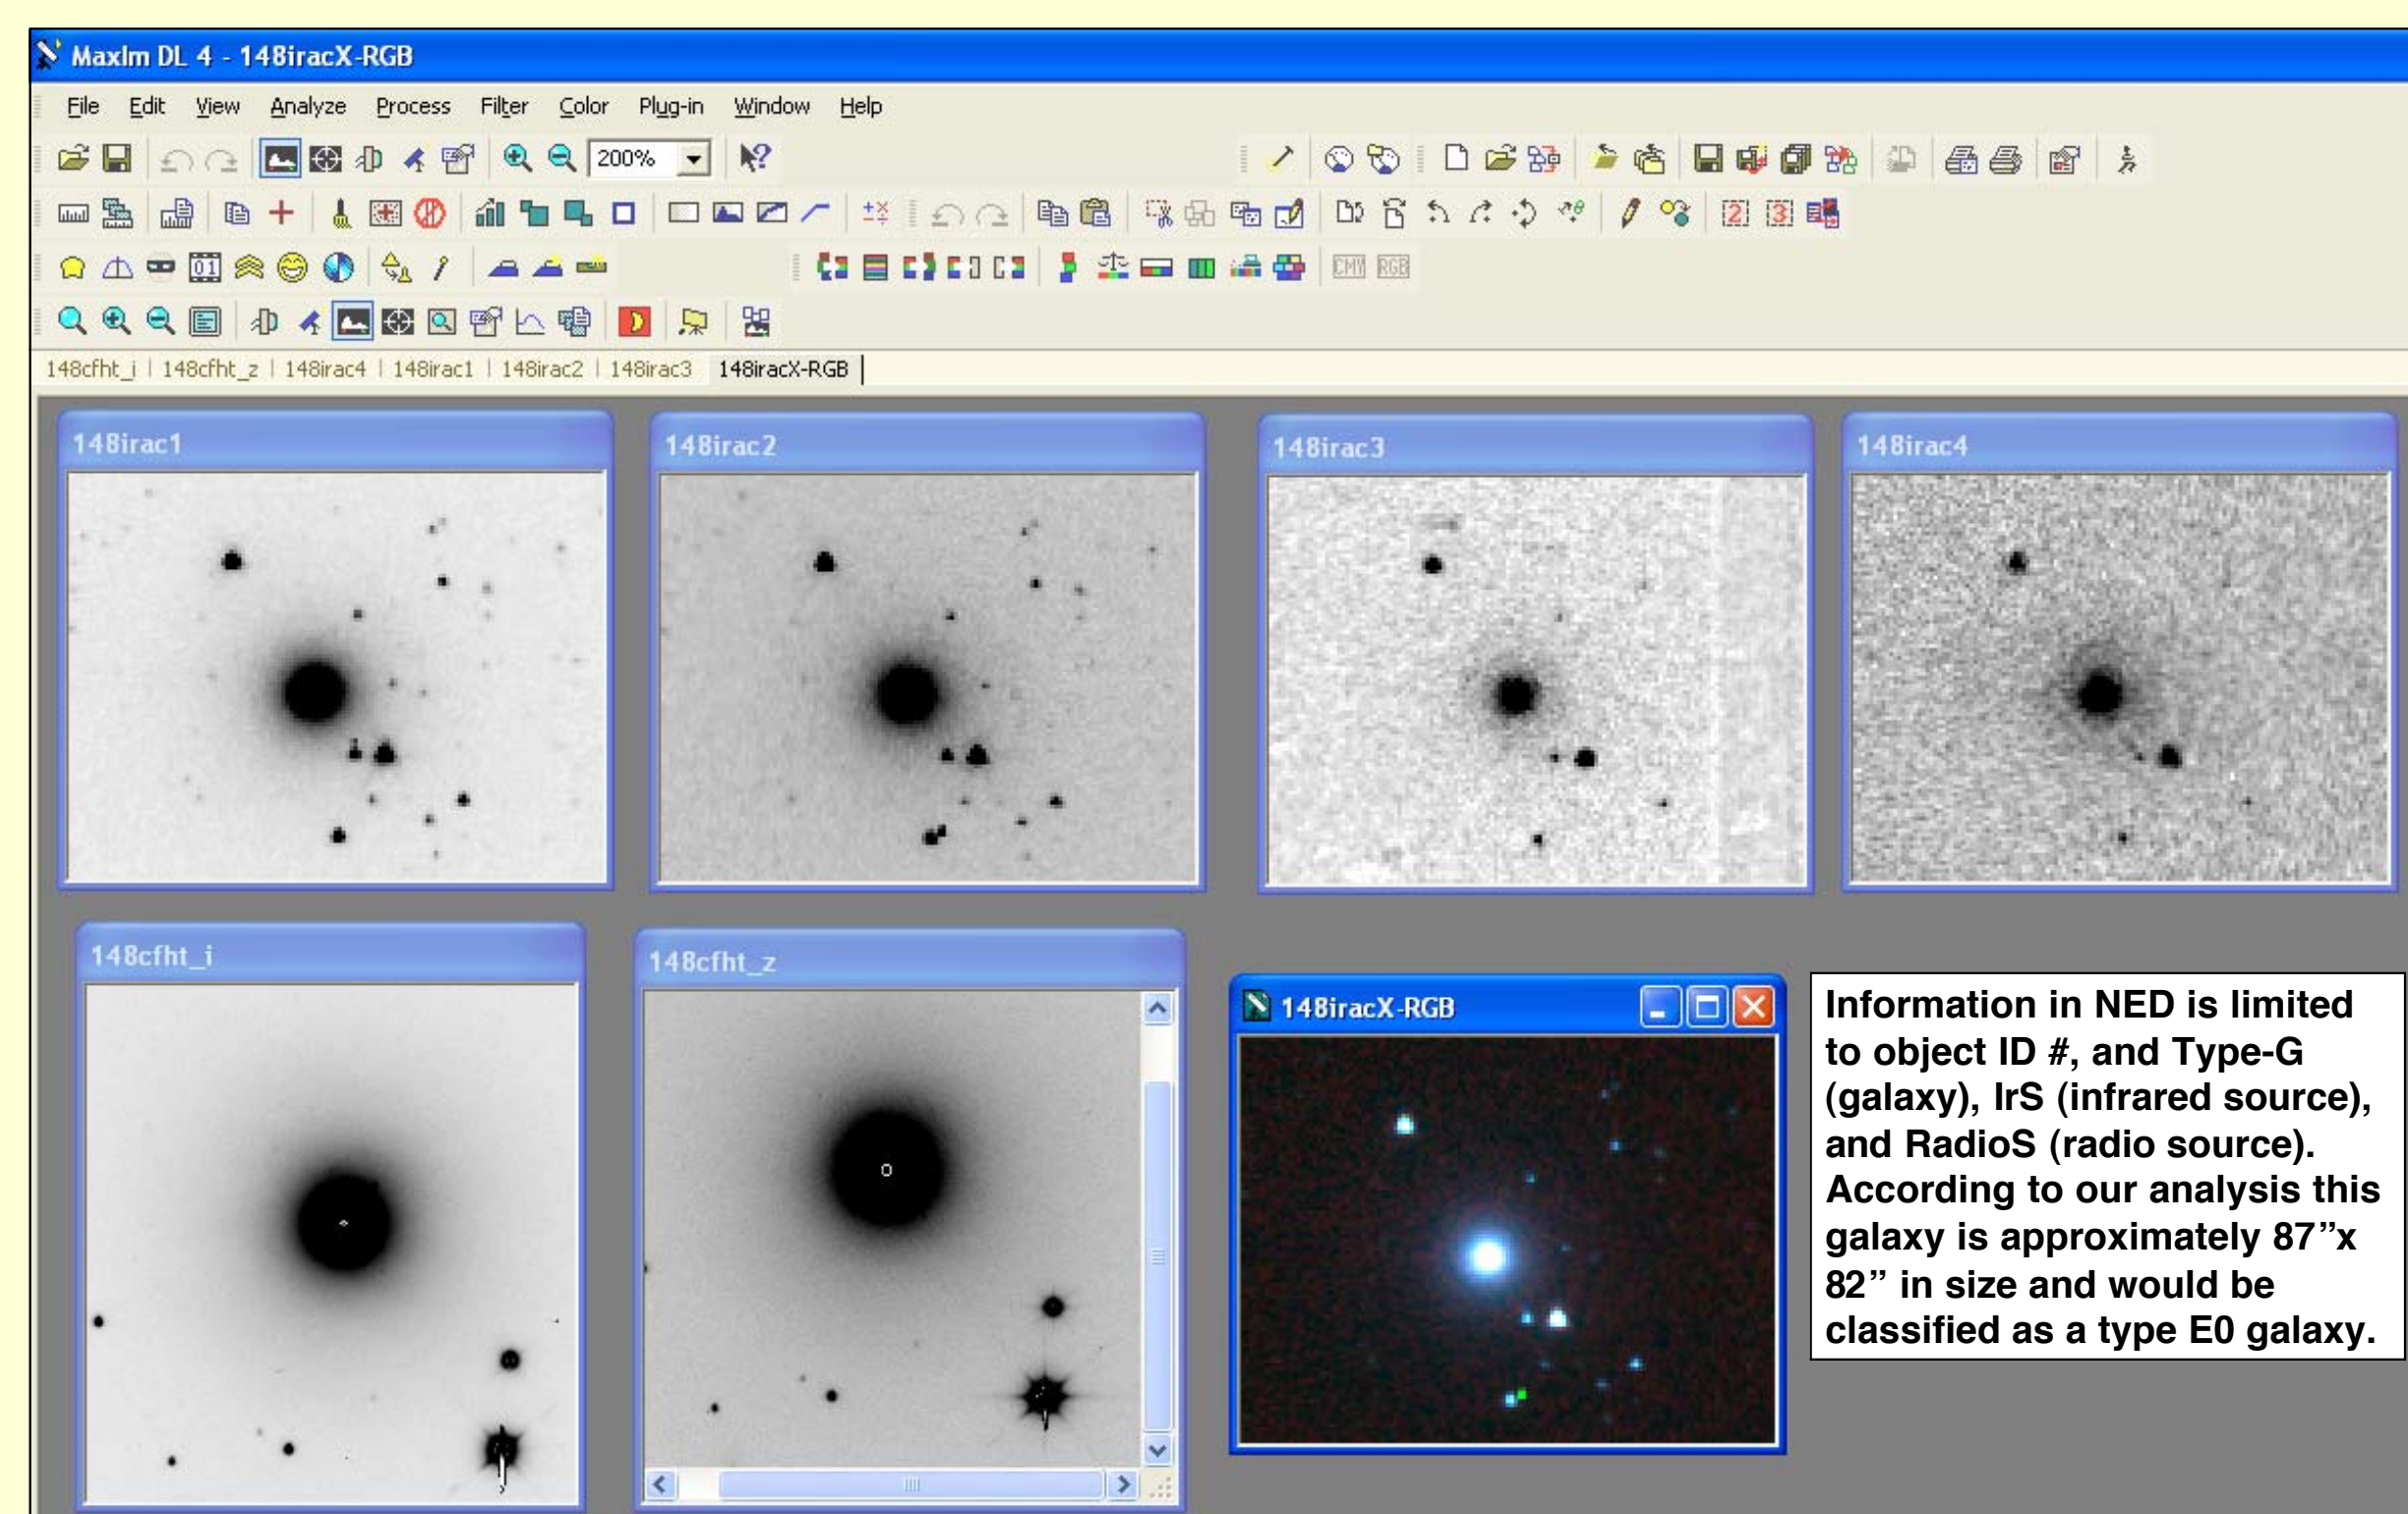 MaxIm DL 4 - 148iracX-RGB
File Edit View Analyze Process Filter Color Plug-in Window Help
200%
CMY RGB
148cfht_i | 148cfht_z | 148irac4 | 148irac1 | 148irac2 | 148irac3 148iracX-RGB
148irac1
148irac2
148irac3
148irac4
148cfht_i
148cfht_z
148iracX-RGB
Information in NED is limited
to object ID #, and Type-G
(galaxy), IrS (infrared source),
and RadioS (radio source).
According to our analysis this
galaxy is approximately 87”x
82” in size and would be
classified as a type E0 galaxy.